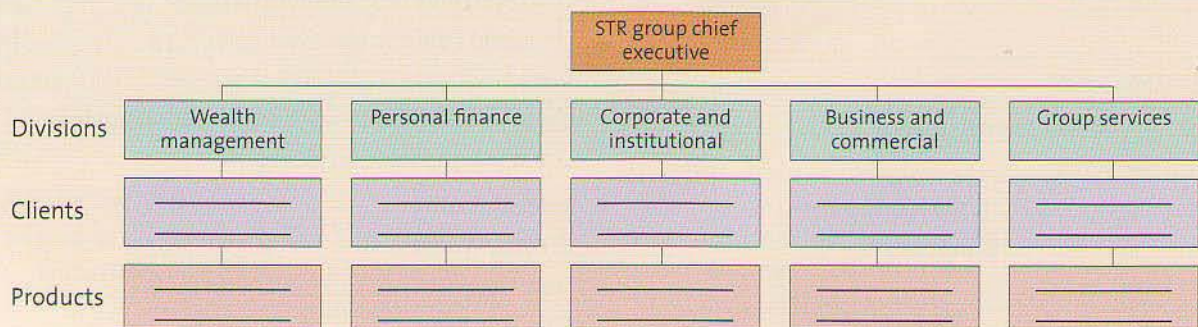 STR group chief
executive
Divisions
Wealth
management
Personal finance
Corporate and
institutional
Business and
commercial
Group services
Clients
Products